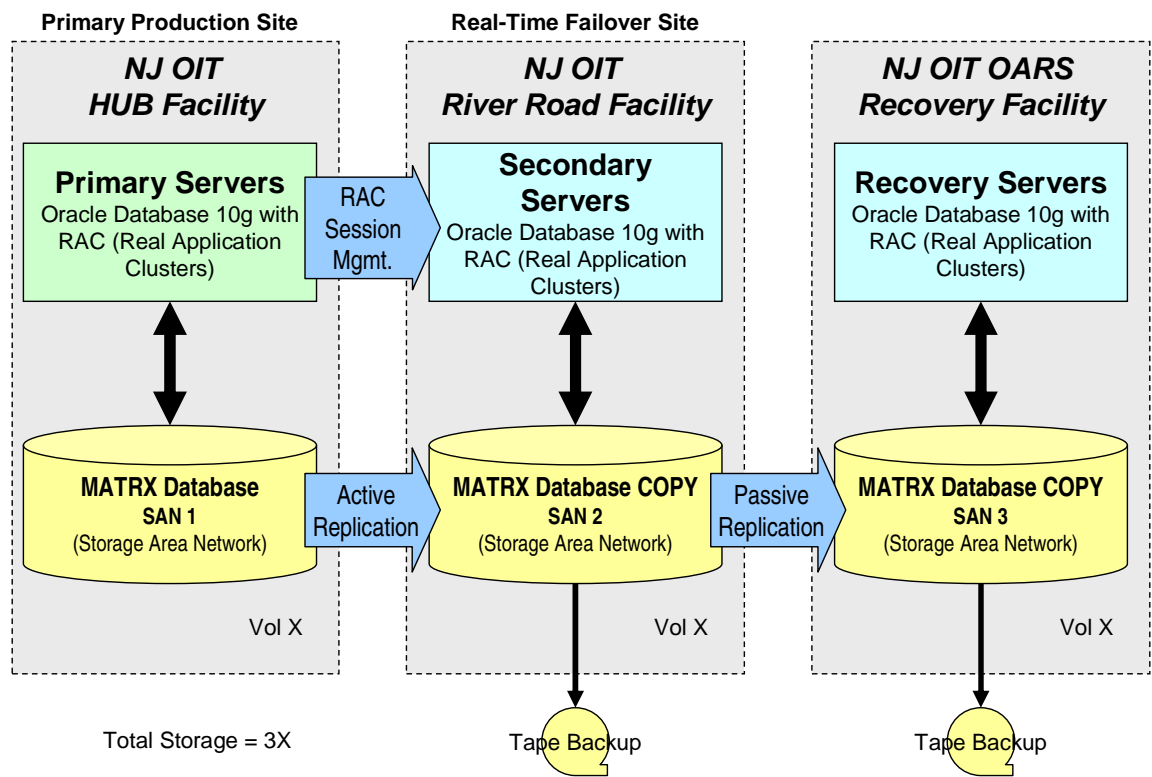 Primary Production Site
Real-Time Failover Site
NJ OIT
HUB Facility
NJ OIT
River Road Facility
NJ OIT OARS
Recovery Facility
Primary Servers
Oracle Database 10g with
RAC (Real Application
Clusters)
RAC
Session
Mgmt.
Secondary
Servers
Oracle Database 10g with
RAC (Real Application
Clusters)
Recovery Servers
Oracle Database 10g with
RAC (Real Application
Clusters)
MATRX Database
SAN 1
(Storage Area Network)
Active
Replication
MATRX Database COPY
SAN 2
(Storage Area Network)
Passive
Replication
MATRX Database COPY
SAN 3
(Storage Area Network)
Vol X
Vol X
Vol X
Total Storage = 3X
Tape Backup
Tape Backup